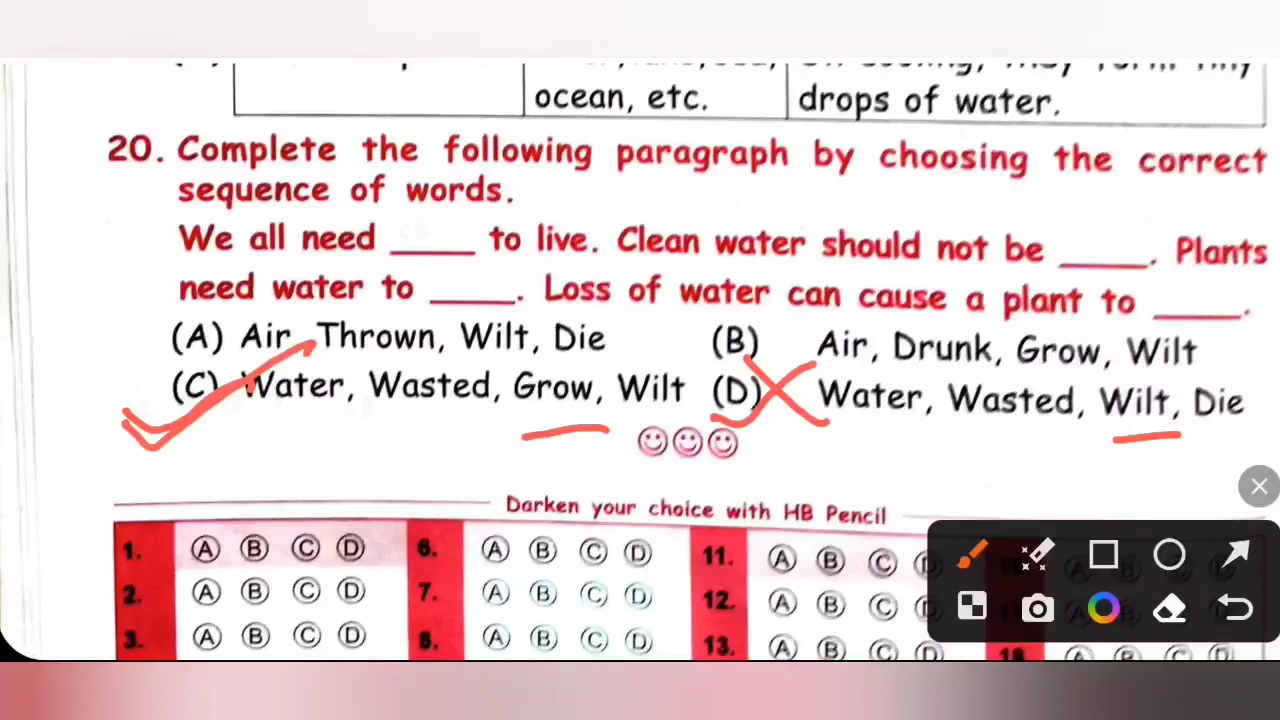 ocean, etc.
drops of water.
20. Complete the following paragraph by choosing the correct
sequence of words.
We all need _____ to live. Clean water should not be _____. Plants
need water to _____. Loss of water can cause a plant to _____.
(A) Air Thrown, Wilt, Die (B) Air, Drunk, Grow, Wilt
(C) Water, Wasted, Grow, Wilt (D) Water, Wasted, Wilt, Die
Darken your choice with HB Pencil
1. A B C D 6. A B C D 11. A B C D
2. A B C D 7. A B C D 12. A B C D
3. A B C D 8. A B C D 13. A B C D